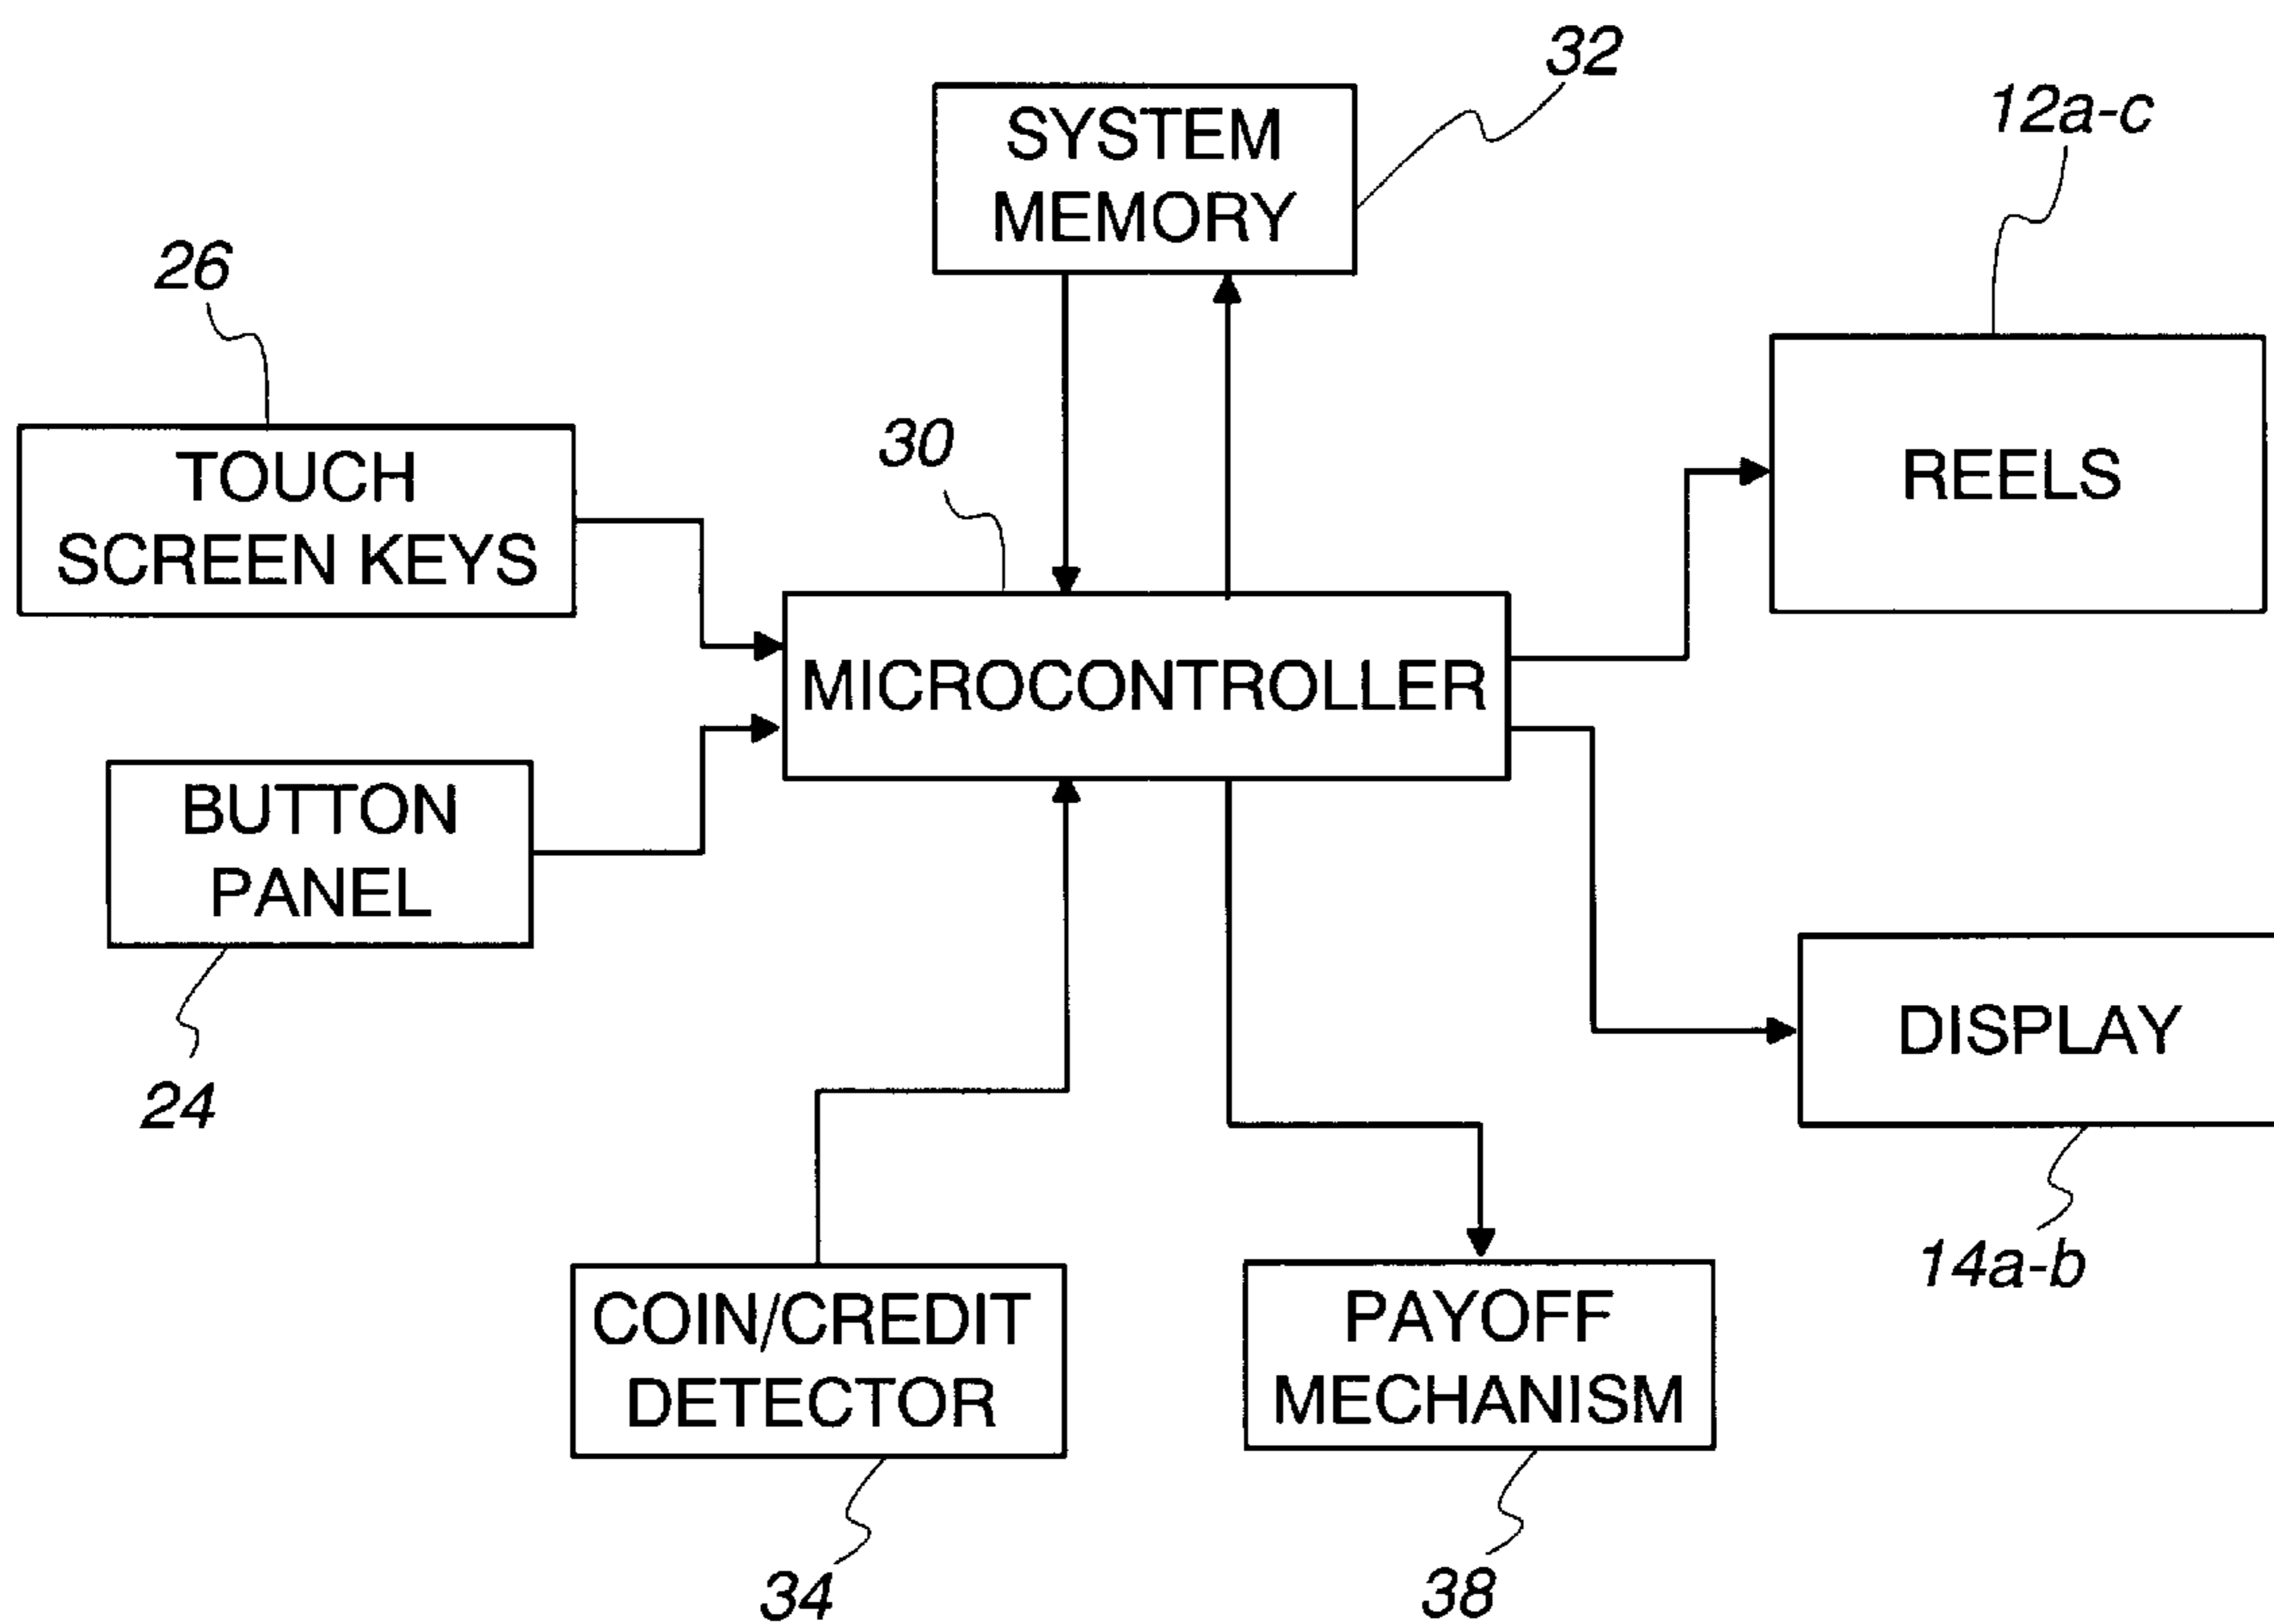 32
SYSTEM
MEMORY
12a-c
26
TOUCH
SCREEN KEYS
30
REELS
MICROCONTROLLER
BUTTON
PANEL
24
DISPLAY
14a-b
COIN/CREDIT
DETECTOR
34
PAYOFF
MECHANISM
38